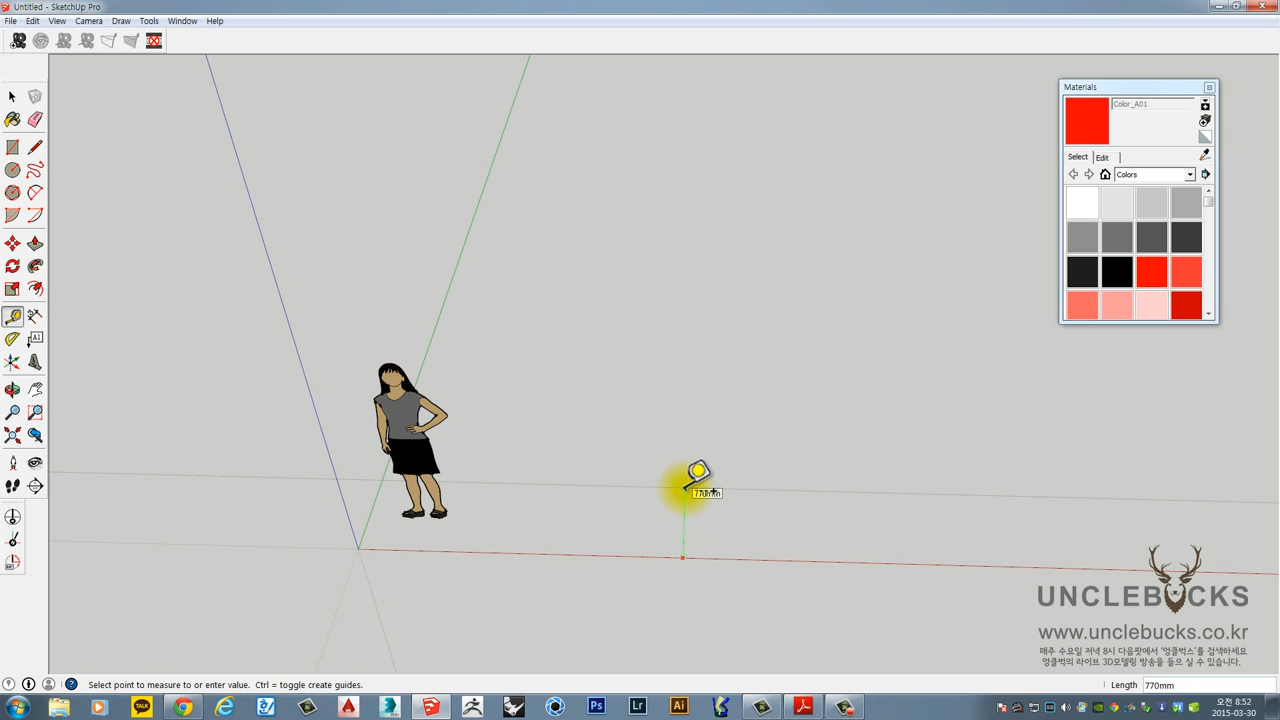 Untitled - SketchUp Pro
File Edit View Camera Draw Tools Window Help
Materials
Color_A01
Select Edit
Colors
770mm
UNCLEBUCKS
www.unclebucks.co.kr
매주 수요일 저녁 8시 다음팟에서 '엉클벅스'를 검색하세요
엉클벅의 라이브 3D모델링 방송을 들으 실 수 있습니다.
Select point to measure to or enter value. Ctrl = toggle create guides.
Length 770mm
TALK
Ps Lr Ai
오전 8:52
2015-03-30